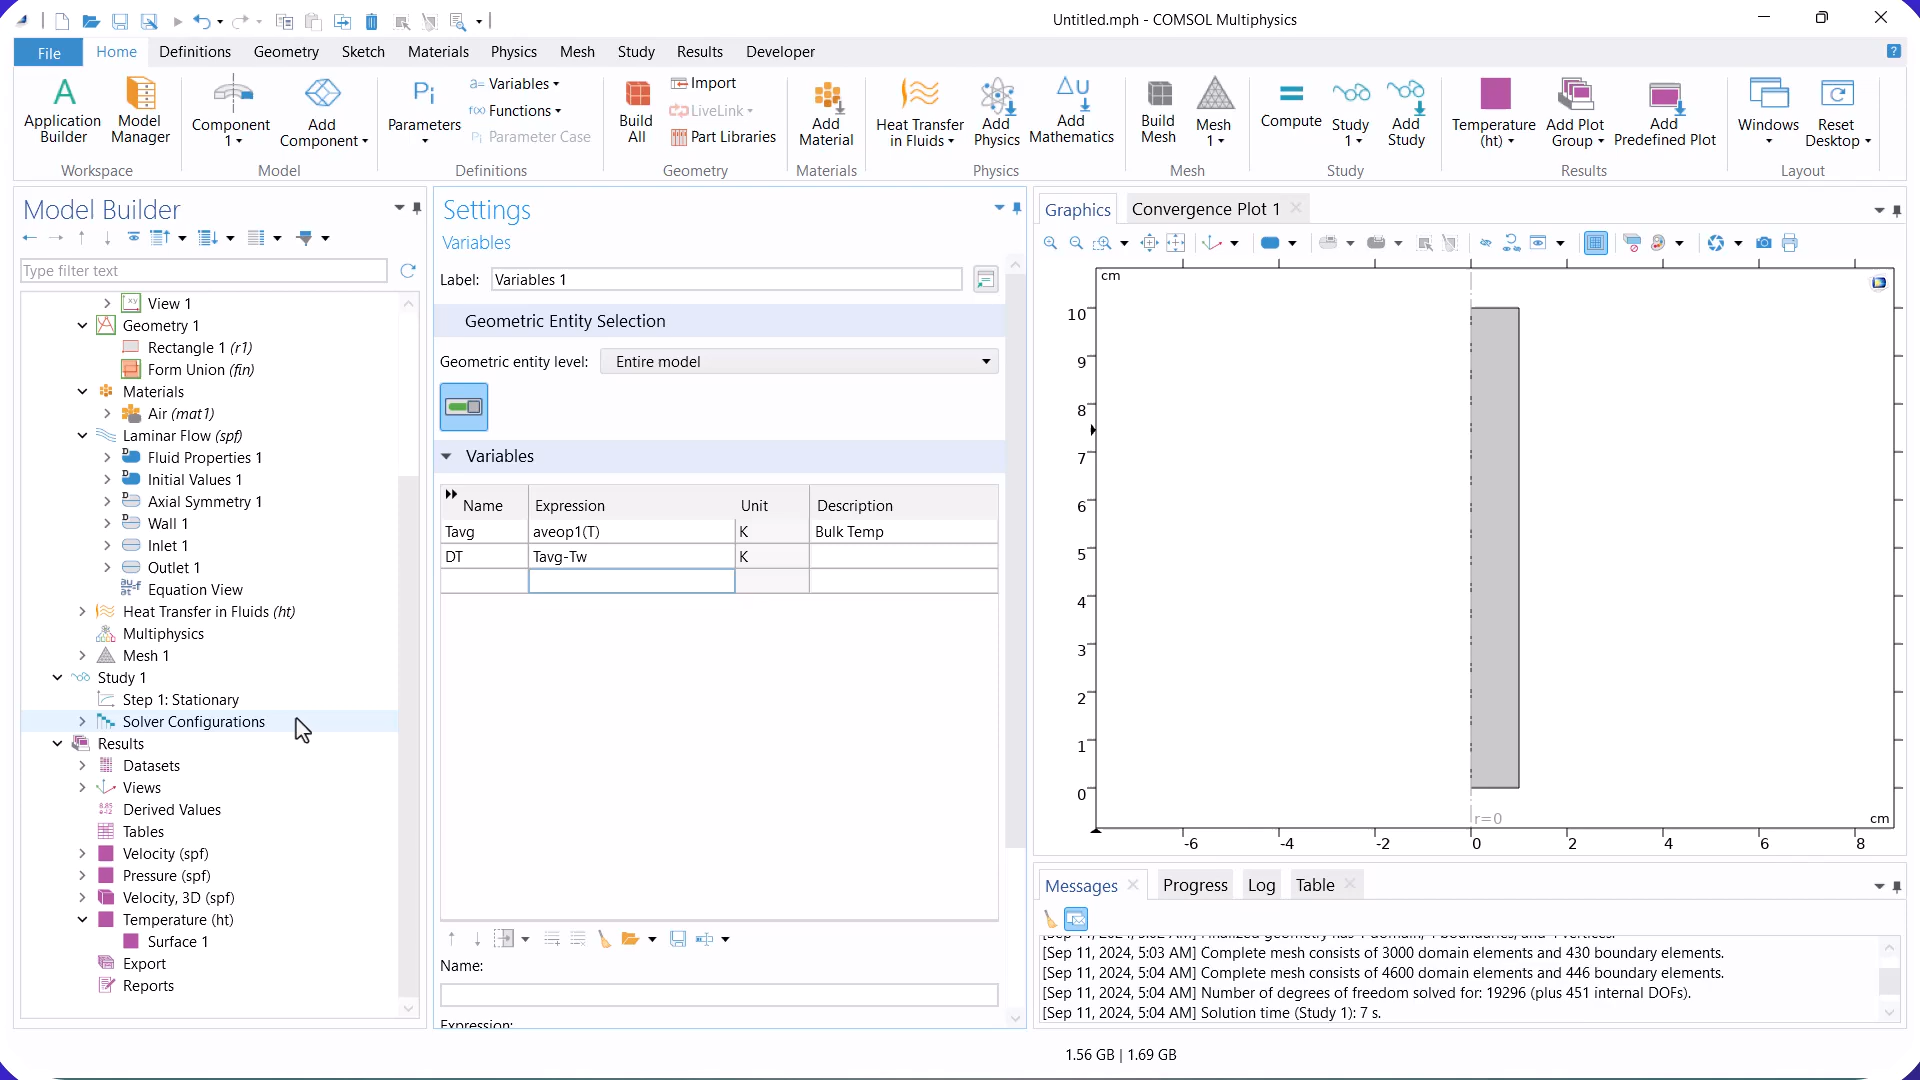 Untitled.mph - COMSOL Multiphysics
File Home Definitions Geometry Sketch Materials Physics Mesh Study Results Developer
Application Builder
Model Manager
Workspace
Component 1
Add Component
Model
Parameters
a= Variables
f(x) Functions
Pi Parameter Case
Definitions
Build All
Import
LiveLink
Part Libraries
Geometry
Add Material
Materials
Heat Transfer in Fluids
Add Physics
Add Mathematics
Physics
Build Mesh
Mesh 1
Mesh
Compute
Study 1
Add Study
Study
Temperature (ht)
Add Plot Group
Add Predefined Plot
Results
Windows
Reset Desktop
Layout
Model Builder
Type filter text
View 1
Geometry 1
Rectangle 1 (r1)
Form Union (fin)
Materials
Air (mat1)
Laminar Flow (spf)
Fluid Properties 1
Initial Values 1
Axial Symmetry 1
Wall 1
Inlet 1
Outlet 1
Equation View
Heat Transfer in Fluids (ht)
Multiphysics
Mesh 1
Study 1
Step 1: Stationary
Solver Configurations
Results
Datasets
Views
Derived Values
Tables
Velocity (spf)
Pressure (spf)
Velocity, 3D (spf)
Temperature (ht)
Surface 1
Export
Reports
Settings
Variables
Label: Variables 1
Geometric Entity Selection
Geometric entity level: Entire model
Variables
Name Expression Unit Description
Tavg aveop1(T) K Bulk Temp
DT Tavg-Tw K
Name:
Expression:
Graphics Convergence Plot 1
cm
10
9
8
7
6
5
4
3
2
1
0
r=0
cm
-6 -4 -2 0 2 4 6 8
Messages Progress Log Table
[Sep 11, 2024, 5:03 AM] Complete mesh consists of 3000 domain elements and 430 boundary elements.
[Sep 11, 2024, 5:04 AM] Complete mesh consists of 4600 domain elements and 446 boundary elements.
[Sep 11, 2024, 5:04 AM] Number of degrees of freedom solved for: 19296 (plus 451 internal DOFs).
[Sep 11, 2024, 5:04 AM] Solution time (Study 1): 7 s.
1.56 GB | 1.69 GB